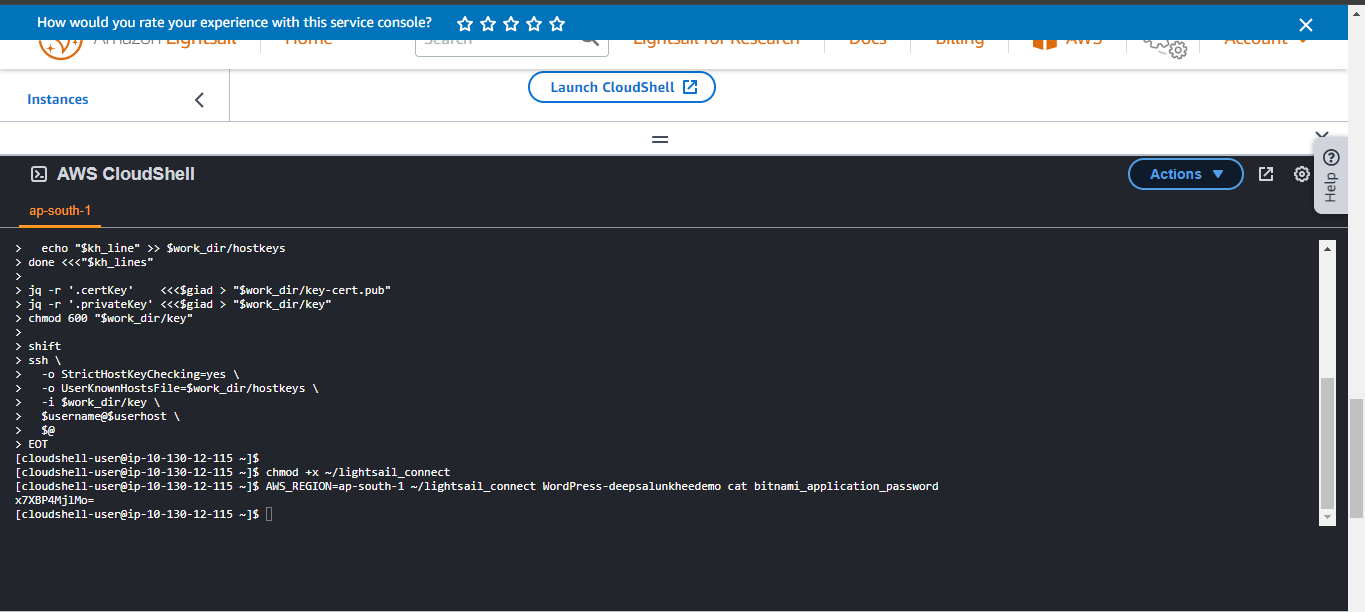 How would you rate your experience with this service console?
Amazon Lightsail Home Search Lightsail for Research Docs Billing AWS Account
Instances
Launch CloudShell
AWS CloudShell
Actions
Help
ap-south-1
>   echo "$kh_line" >> $work_dir/hostkeys
> done <<<"$kh_lines"
>
> jq -r '.certKey'    <<<$giad > "$work_dir/key-cert.pub"
> jq -r '.privateKey' <<<$giad > "$work_dir/key"
> chmod 600 "$work_dir/key"
>
> shift
> ssh \
>   -o StrictHostKeyChecking=yes \
>   -o UserKnownHostsFile=$work_dir/hostkeys \
>   -i $work_dir/key \
>   $username@$userhost \
>   $@
> EOT
[cloudshell-user@ip-10-130-12-115 ~]$
[cloudshell-user@ip-10-130-12-115 ~]$ chmod +x ~/lightsail_connect
[cloudshell-user@ip-10-130-12-115 ~]$ AWS_REGION=ap-south-1 ~/lightsail_connect WordPress-deepsalunkheedemo cat bitnami_application_password
x7XBP4MjlMo=
[cloudshell-user@ip-10-130-12-115 ~]$